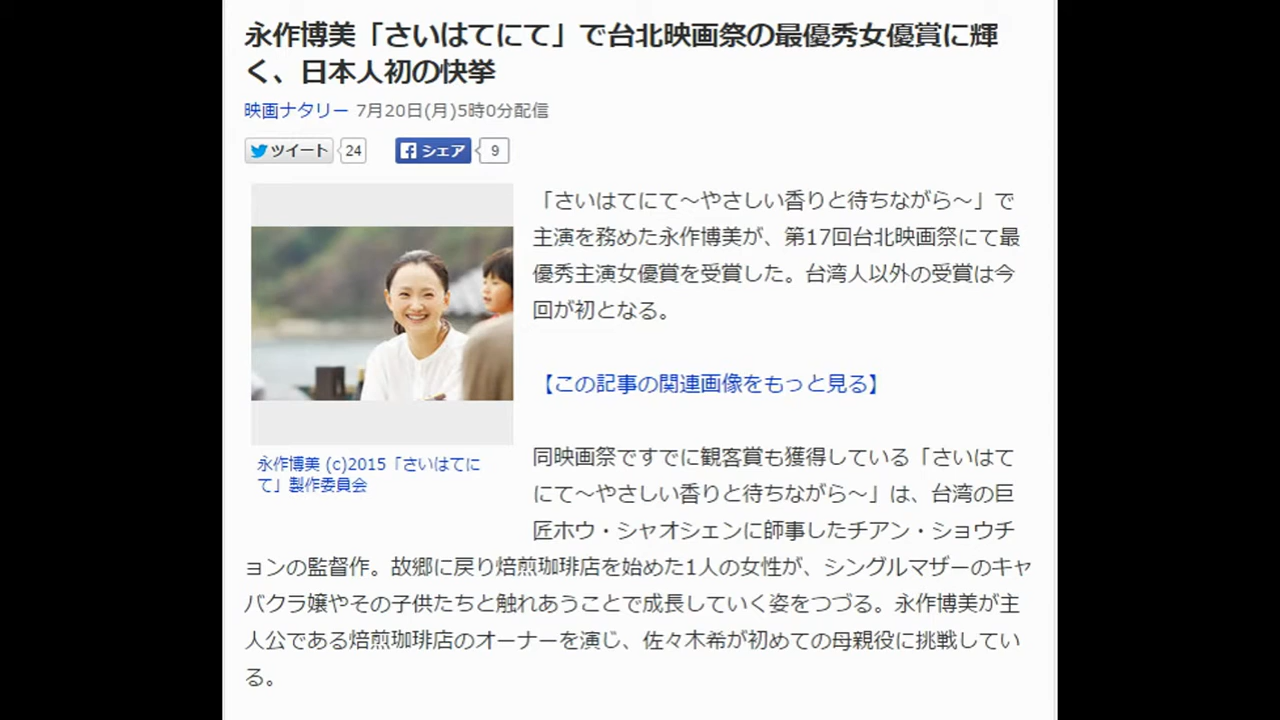 永作博美「さいはてにて」で台北映画祭の最優秀女優賞に輝
く、日本人初の快挙
映画ナタリー 7月20日(月)5時0分配信
ツイート 24 シェア 9
「さいはてにて～やさしい香りと待ちながら～」で
主演を務めた永作博美が、第17回台北映画祭にて最
優秀主演女優賞を受賞した。台湾人以外の受賞は今
回が初となる。
【この記事の関連画像をもっと見る】
永作博美 (c)2015「さいはてに
て」製作委員会
同映画祭ですでに観客賞も獲得している「さいはて
にて～やさしい香りと待ちながら～」は、台湾の巨
匠ホウ・シャオシェンに師事したチアン・ショウチ
ョンの監督作。故郷に戻り焙煎珈琲店を始めた1人の女性が、シングルマザーのキャ
バクラ嬢やその子供たちと触れあうことで成長していく姿をつづる。永作博美が主
人公である焙煎珈琲店のオーナーを演じ、佐々木希が初めての母親役に挑戦してい
る。